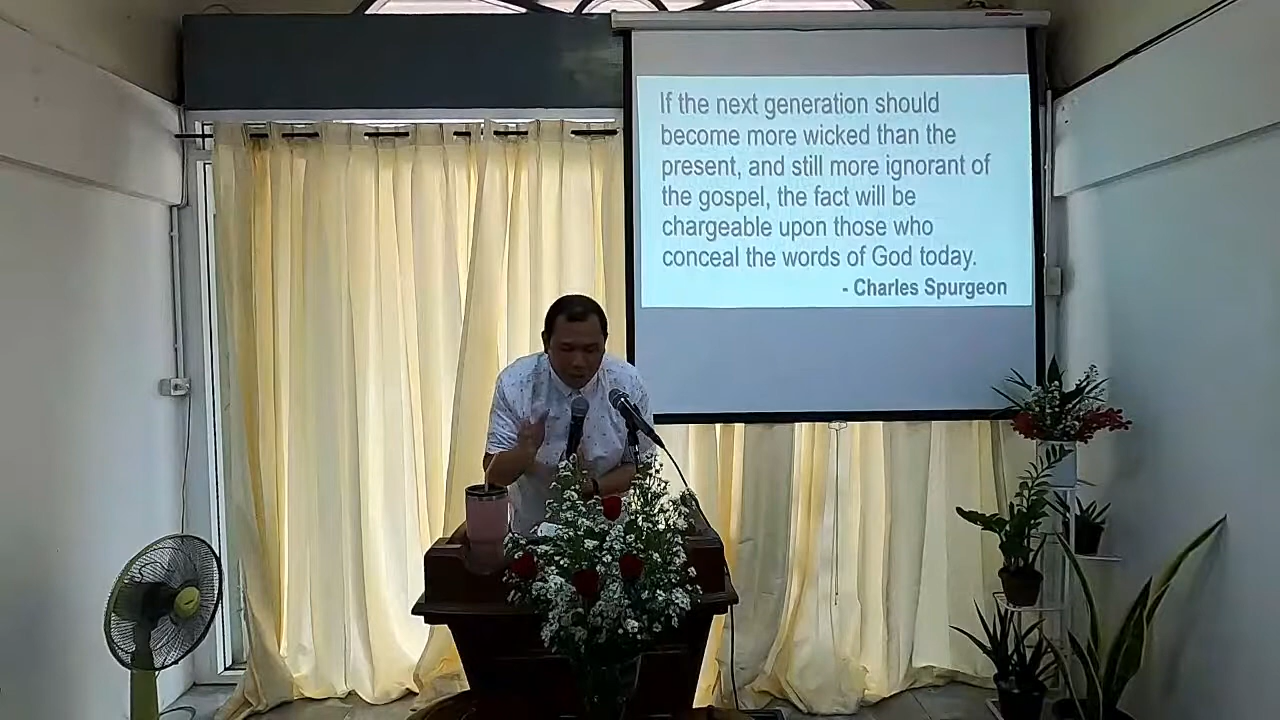 If the next generation should
become more wicked than the
present, and still more ignorant of
the gospel, the fact will be
chargeable upon those who
conceal the words of God today.
- Charles Spurgeon